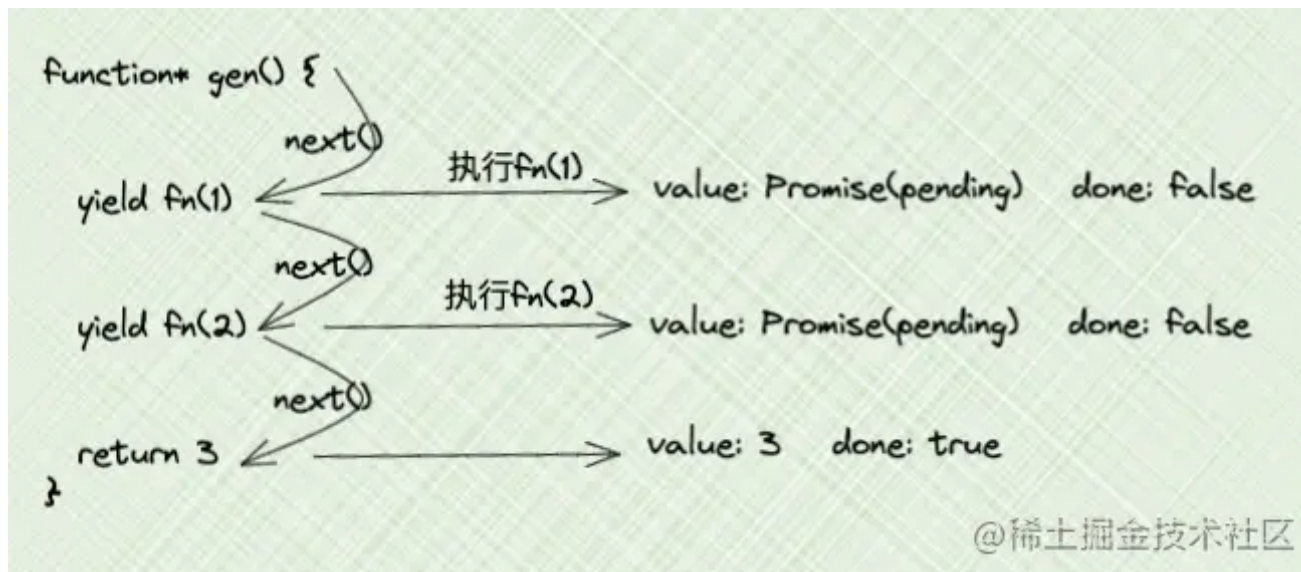 function* gen() {
next()
执行fn(1)
yield fn(1)
value: Promise(pending) done: false
next()
执行fn(2)
yield fn(2)
value: Promise(pending) done: false
next()
return 3
value: 3 done: true
}
@稀土掘金技术社区